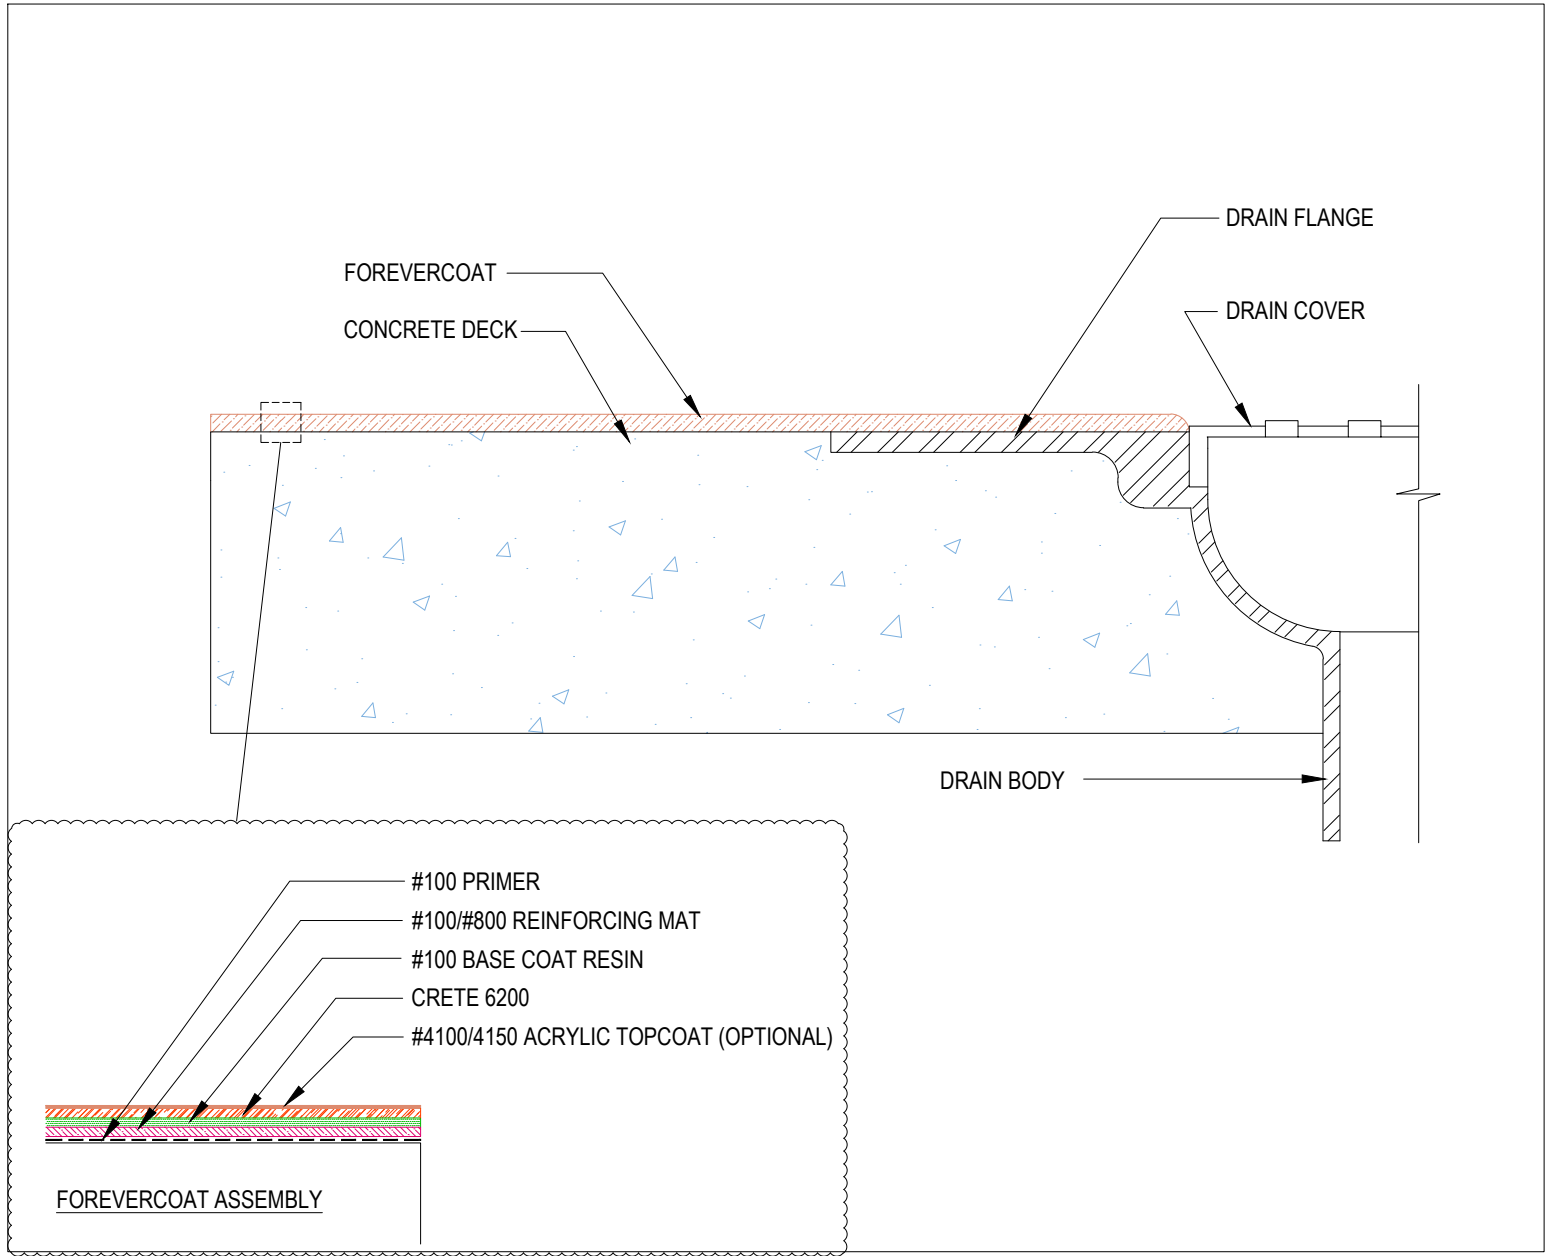 DRAIN FLANGE
FOREVERCOAT
DRAIN COVER
CONCRETE DECK
DRAIN BODY
#100 PRIMER
#100/#800 REINFORCING MAT
#100 BASE COAT RESIN
CRETE 6200
#4100/4150 ACRYLIC TOPCOAT (OPTIONAL)
FOREVERCOAT ASSEMBLY